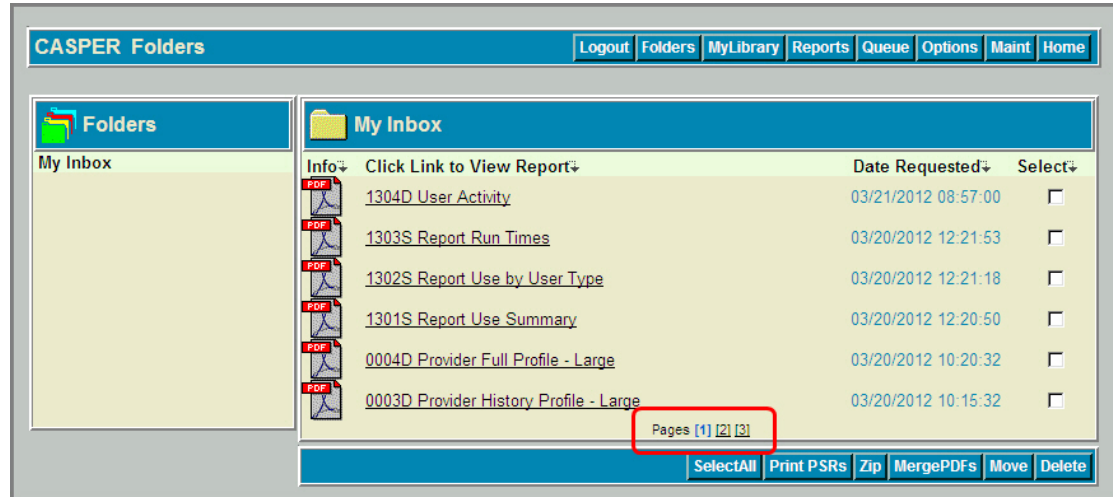 CASPER Folders
Logout Folders MyLibrary Reports Queue Options Maint Home
Folders
My Inbox
My Inbox
Info Click Link to View Report Date Requested Select
PDF 1304D User Activity 03/21/2012 08:57:00
PDF 1303S Report Run Times 03/20/2012 12:21:53
PDF 1302S Report Use by User Type 03/20/2012 12:21:18
PDF 1301S Report Use Summary 03/20/2012 12:20:50
PDF 0004D Provider Full Profile - Large 03/20/2012 10:20:32
PDF 0003D Provider History Profile - Large 03/20/2012 10:15:32
Pages [1] [2] [3]
SelectAll Print PSRs Zip MergePDFs Move Delete